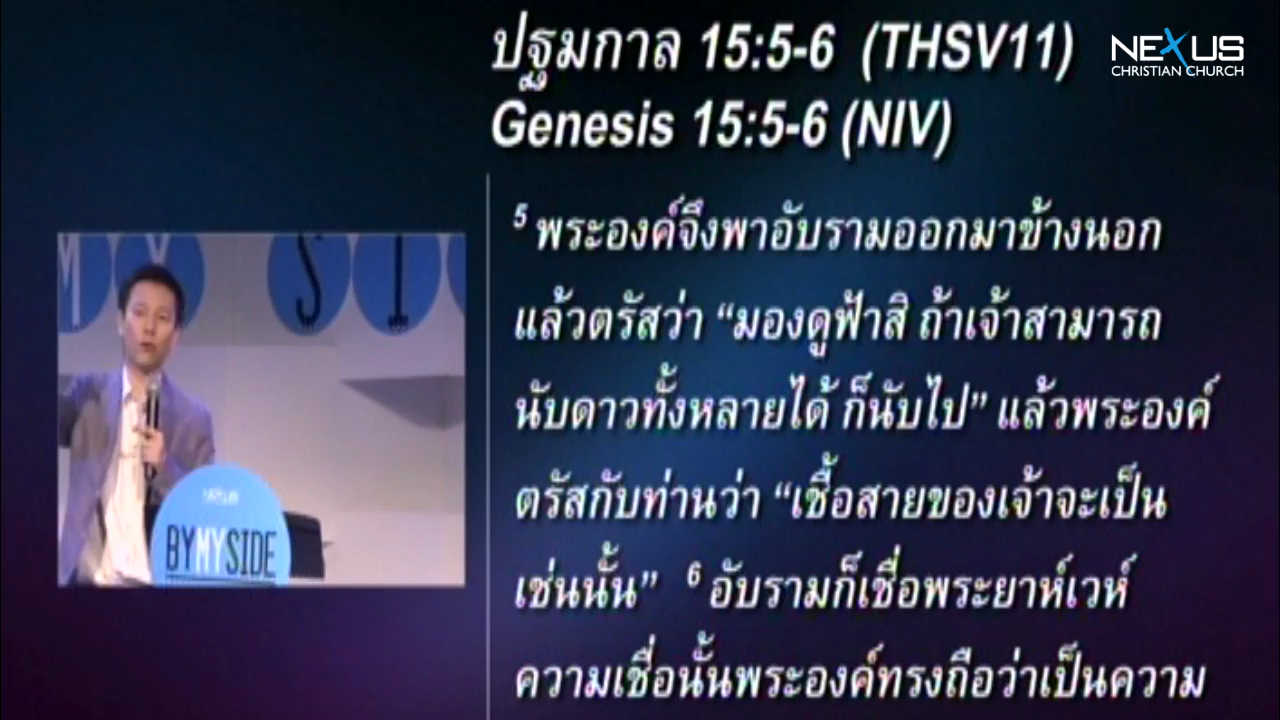 ปฐมกาล 15:5-6 (THSV11)
Genesis 15:5-6 (NIV)
NEXUS
CHRISTIAN CHURCH
5 พระองค์จึงพาอับรามออกมาข้างนอก
แล้วตรัสว่า “มองดูฟ้าสิ ถ้าเจ้าสามารถ
นับดาวทั้งหลายได้ ก็นับไป” แล้วพระองค์
ตรัสกับท่านว่า “เชื้อสายของเจ้าจะเป็น
เช่นนั้น” 6 อับรามก็เชื่อพระยาห์เวห์
ความเชื่อนั้นพระองค์ทรงถือว่าเป็นความ
MY SI
BYMYSIDE